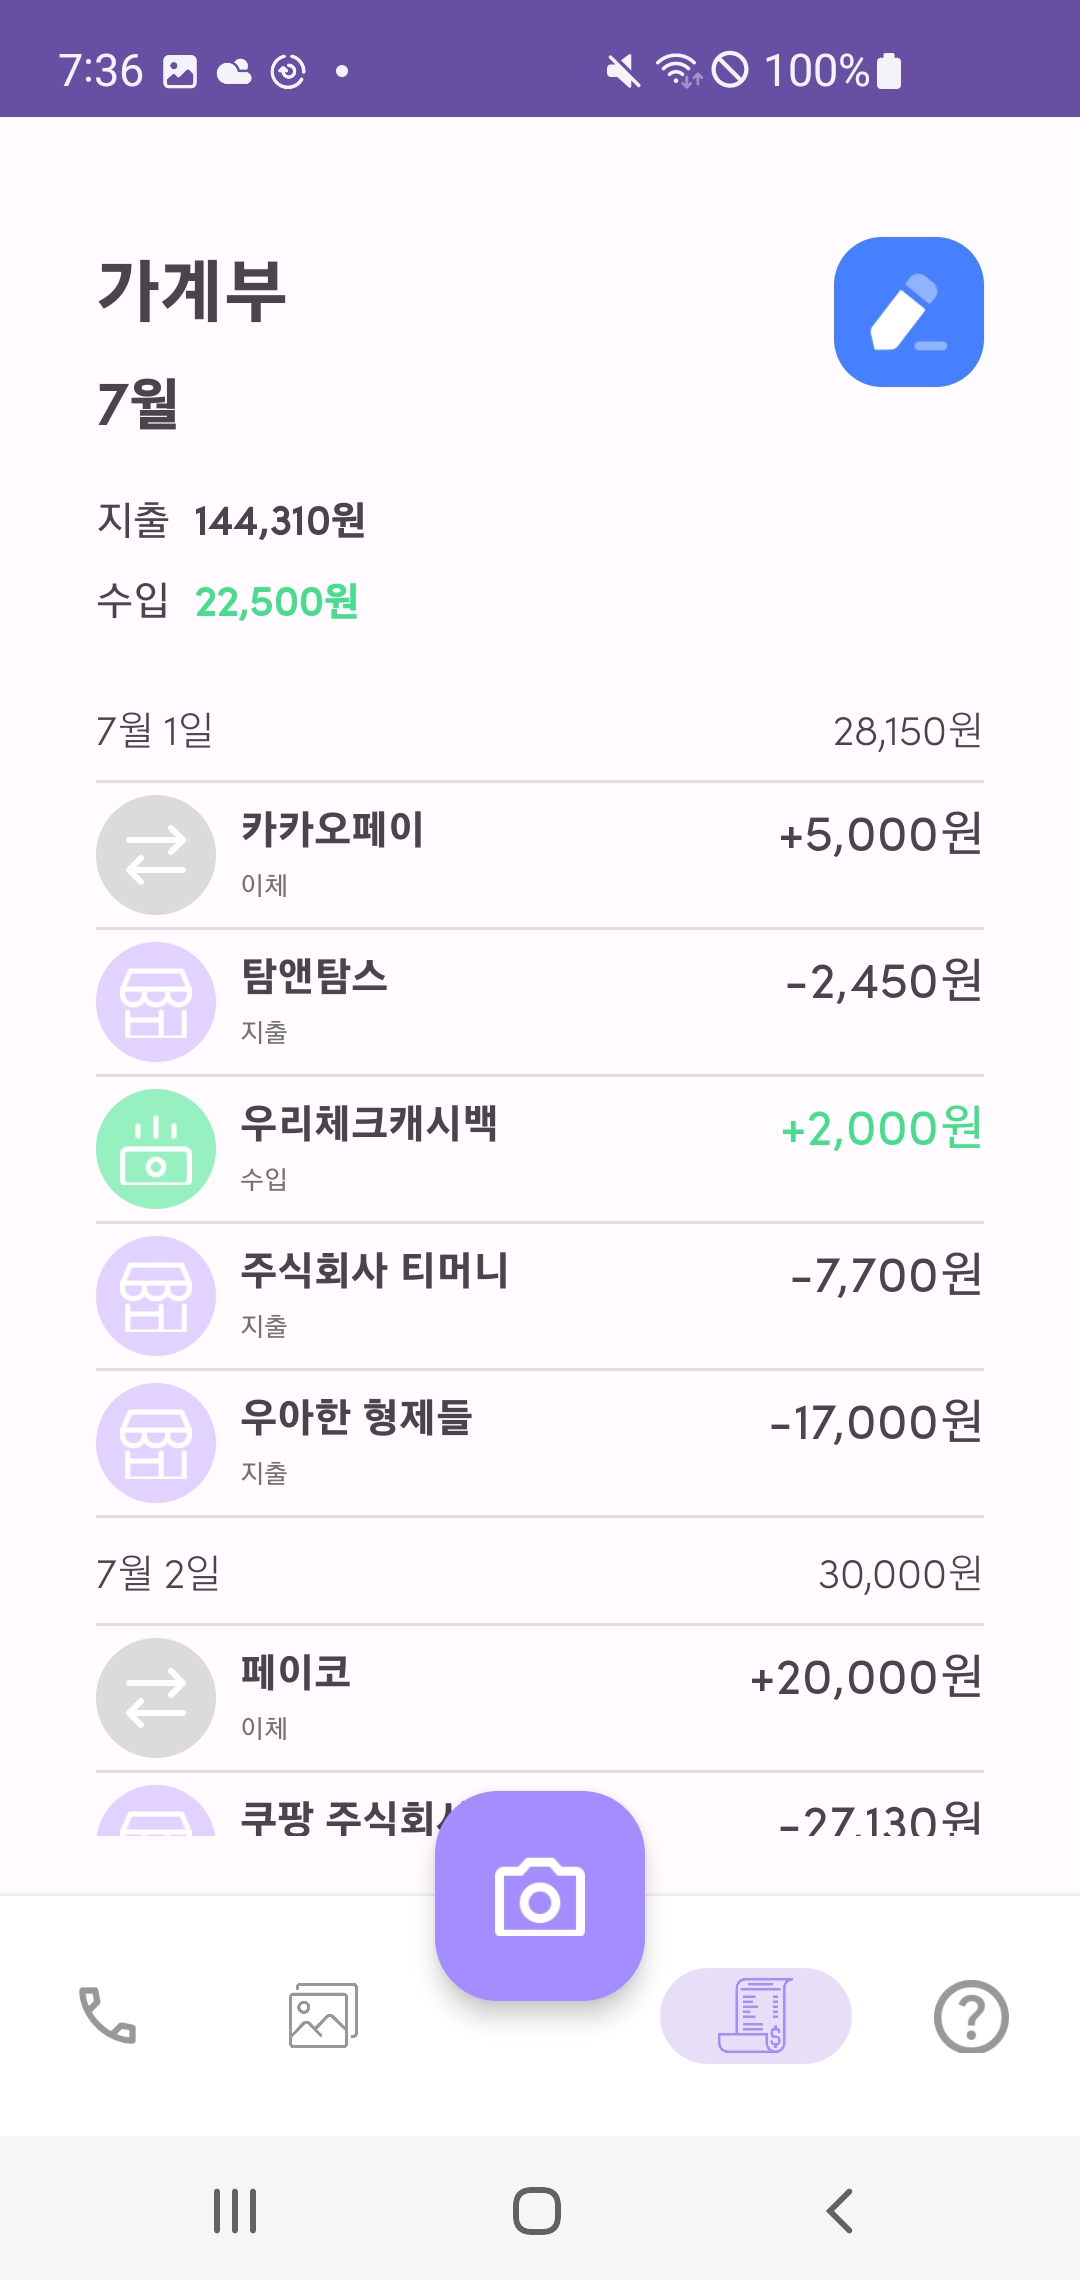 7:36 100%
가계부
7월
지출 144,310원
수입 22,500원
7월 1일 28,150원
카카오페이 +5,000원
이체
탐앤탐스 -2,450원
지출
우리체크캐시백 +2,000원
수입
주식회사 티머니 -7,700원
지출
우아한 형제들 -17,000원
지출
7월 2일 30,000원
페이코 +20,000원
이체
쿠팡 주식회사 -27,130원